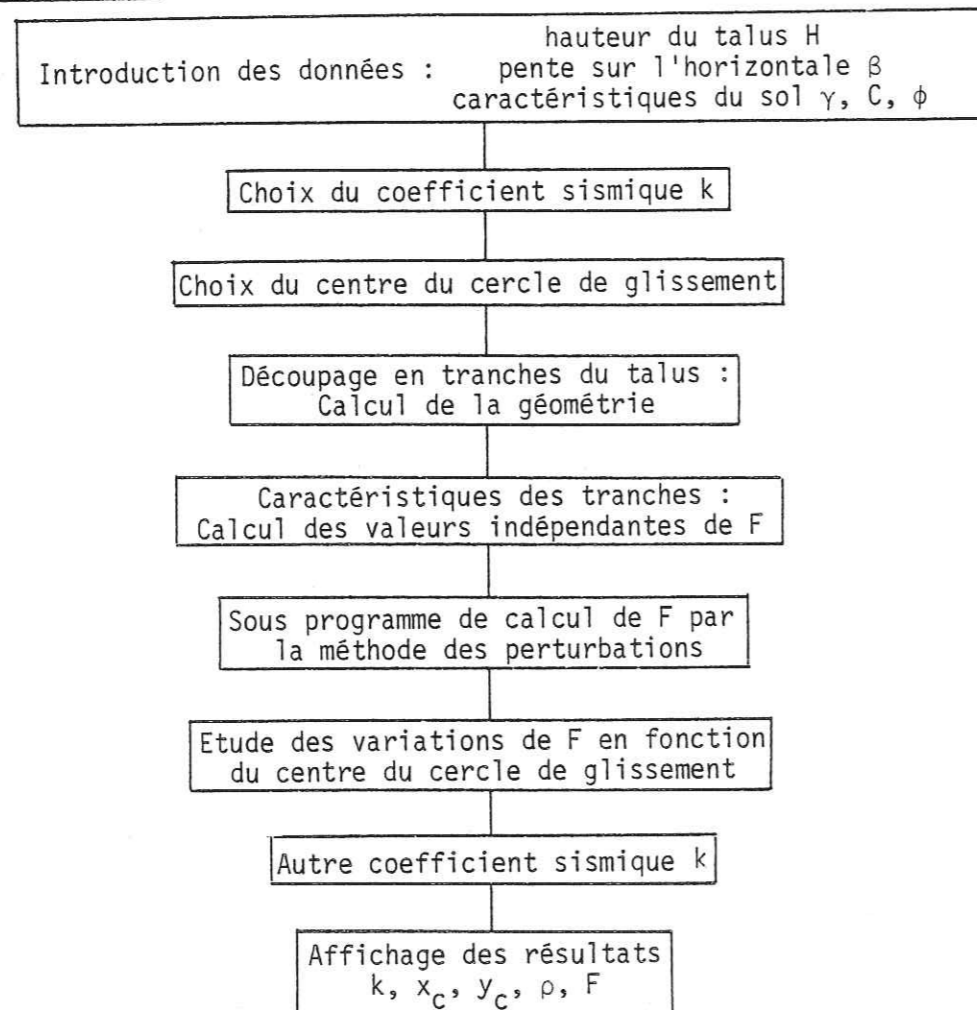 hauteur du talus H
Introduction des données : pente sur l'horizontale β
caractéristiques du sol γ, C, ϕ
Choix du coefficient sismique k
Choix du centre du cercle de glissement
Découpage en tranches du talus :
Calcul de la géométrie
Caractéristiques des tranches :
Calcul des valeurs indépendantes de F
Sous programme de calcul de F par
la méthode des perturbations
Etude des variations de F en fonction
du centre du cercle de glissement
Autre coefficient sismique k
Affichage des résultats
k, x_c, y_c, ρ, F